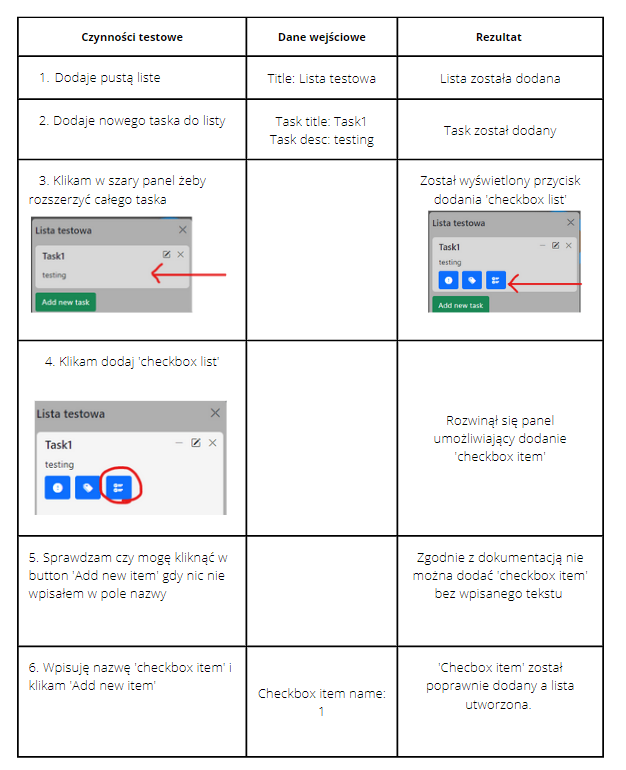 Czynności testowe
Dane wejściowe
Rezultat
1. Dodaje pustą liste
Title: Lista testowa
Lista została dodana
2. Dodaje nowego taska do listy
Task title: Task1
Task desc: testing
Task został dodany
3. Klikam w szary panel żeby
rozszerzyć całego taska
Lista testowa
Task1
testing
Add new task
Został wyświetlony przycisk
dodania 'checkbox list'
Lista testowa
Task1
testing
Add new task
4. Klikam dodaj 'checkbox list'
Lista testowa
Task1
testing
Rozwinął się panel
umożliwiający dodanie
'checkbox item'
5. Sprawdzam czy mogę kliknąć w
button 'Add new item' gdy nic nie
wpisałem w pole nazwy
Zgodnie z dokumentacją nie
można dodać 'checkbox item'
bez wpisanego tekstu
6. Wpisuję nazwę 'checkbox item' i
klikam 'Add new item'
Checkbox item name:
1
'Checbox item' został
poprawnie dodany a lista
utworzona.